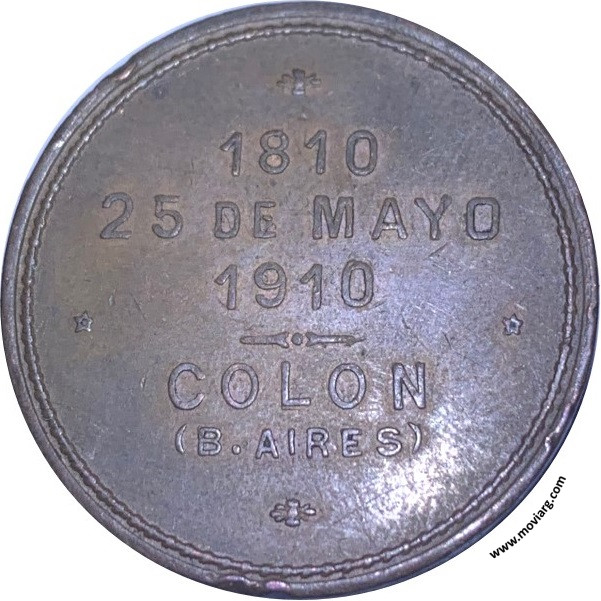 1810
25 DE MAYO
1910
COLON
(B. AIRES)
www.moviarg.com